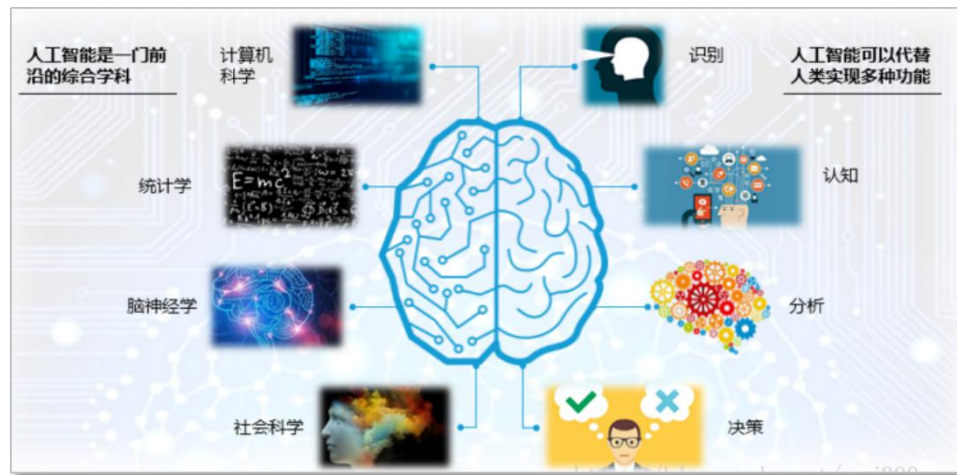 人工智能是一门前
沿的综合学科
计算机
科学
统计学
E=mc²
脑神经学
社会科学
识别
人工智能可以代替
人类实现多种功能
认知
分析
决策